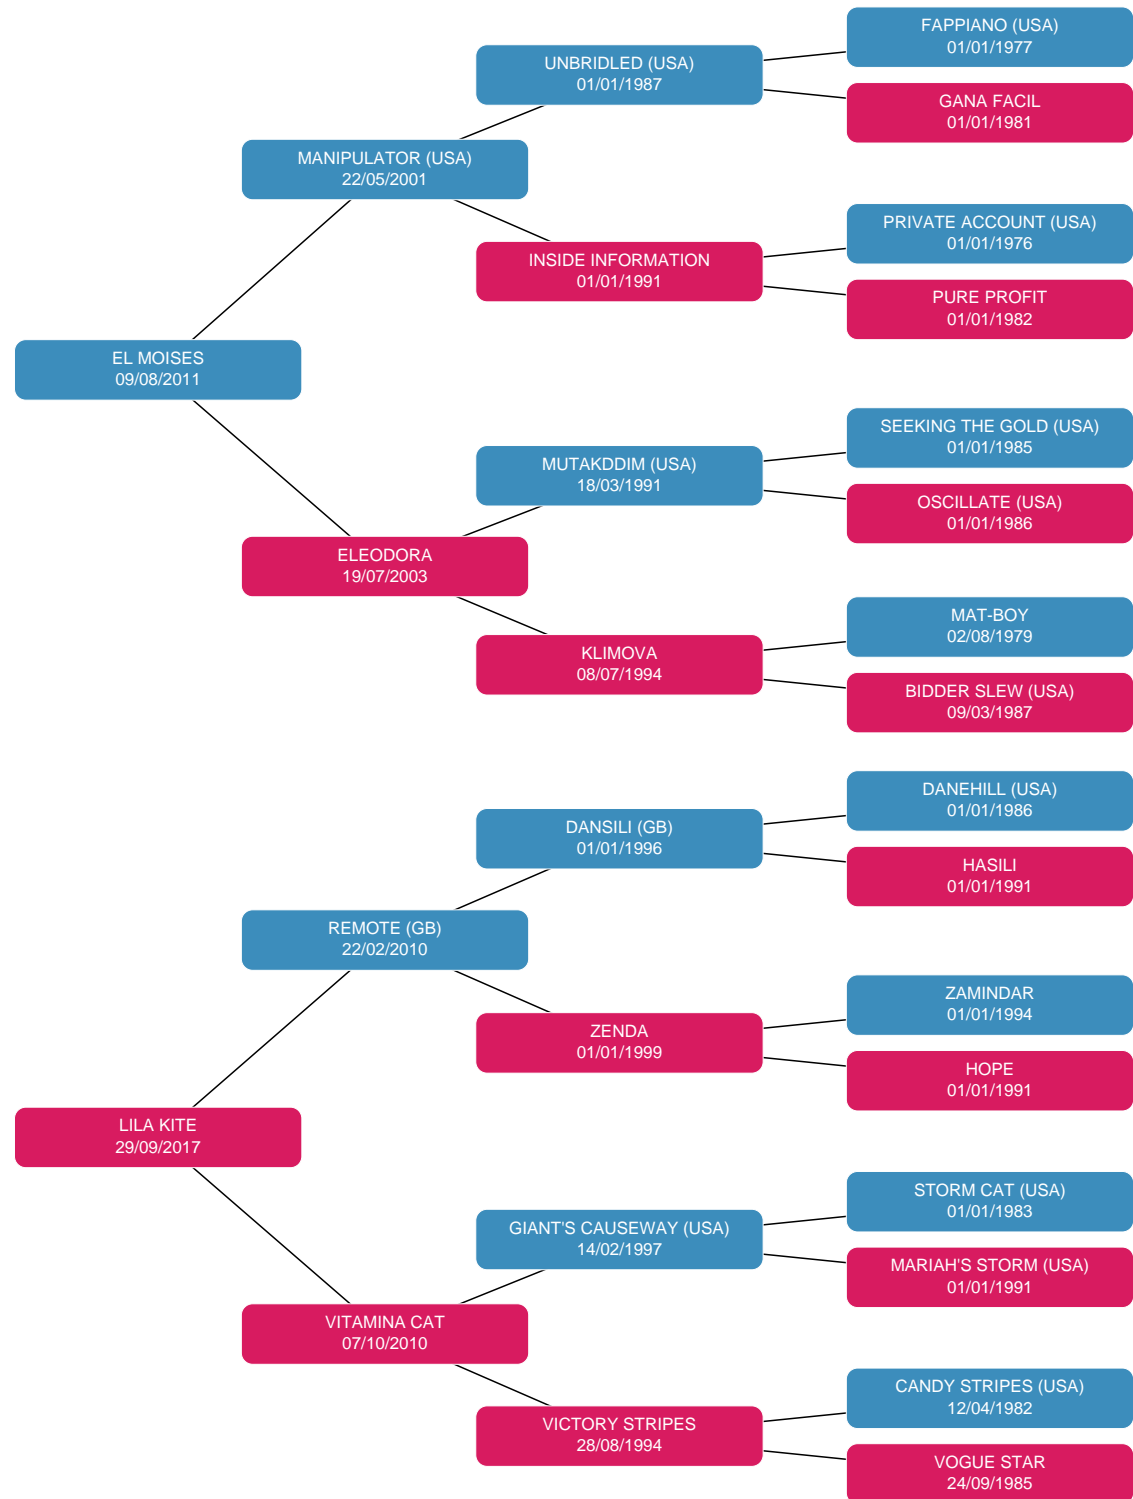 FAPPIANO (USA)
01/01/1977
UNBRIDLED (USA)
01/01/1987
GANA FACIL
01/01/1981
MANIPULATOR (USA)
22/05/2001
PRIVATE ACCOUNT (USA)
01/01/1976
INSIDE INFORMATION
01/01/1991
PURE PROFIT
01/01/1982
EL MOISES
09/08/2011
SEEKING THE GOLD (USA)
01/01/1985
MUTAKDDIM (USA)
18/03/1991
OSCILLATE (USA)
01/01/1986
ELEODORA
19/07/2003
MAT-BOY
02/08/1979
KLIMOVA
08/07/1994
BIDDER SLEW (USA)
09/03/1987
DANEHILL (USA)
01/01/1986
DANSILI (GB)
01/01/1996
HASILI
01/01/1991
REMOTE (GB)
22/02/2010
ZAMINDAR
01/01/1994
ZENDA
01/01/1999
HOPE
01/01/1991
LILA KITE
29/09/2017
STORM CAT (USA)
01/01/1983
GIANT'S CAUSEWAY (USA)
14/02/1997
MARIAH'S STORM (USA)
01/01/1991
VITAMINA CAT
07/10/2010
CANDY STRIPES (USA)
12/04/1982
VICTORY STRIPES
28/08/1994
VOGUE STAR
24/09/1985